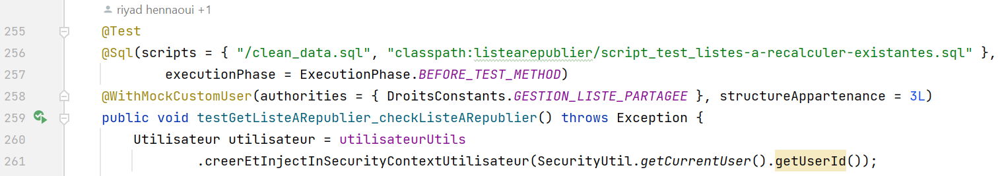 riyad hennaoui +1
255 @Test
256 @Sql(scripts = { "/clean_data.sql", "classpath:listearepublier/script_test_listes-a-recalculer-existantes.sql" },
257 executionPhase = ExecutionPhase.BEFORE_TEST_METHOD)
258 @WithMockCustomUser(authorities = { DroitsConstants.GESTION_LISTE_PARTAGEE }, structureAppartenance = 3L)
259 public void testGetListeARepublier_checkListeARepublier() throws Exception {
260 Utilisateur utilisateur = utilisateurUtils
261 .creerEtInjectInSecurityContextUtilisateur(SecurityUtil.getCurrentUser().getUserId());